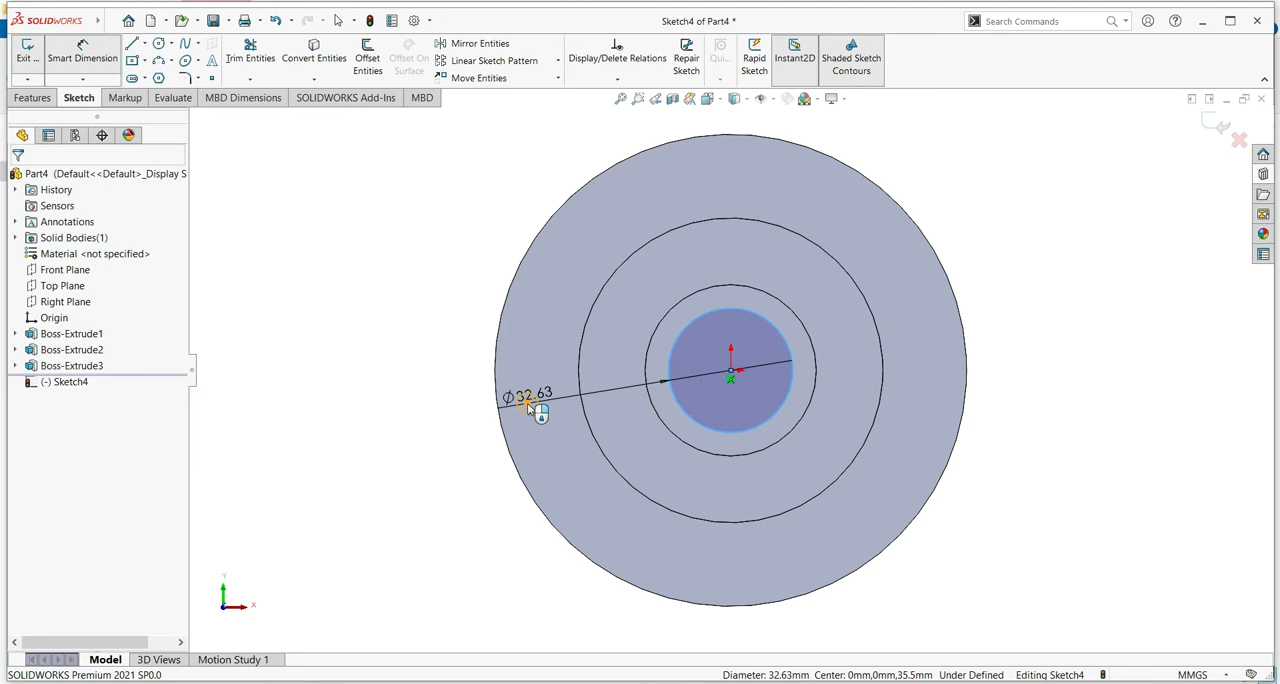 SOLIDWORKS
Sketch4 of Part4 *
Search Commands
Exit ...
Smart Dimension
Trim Entities
Convert Entities
Offset Entities
Offset On Surface
Mirror Entities
Linear Sketch Pattern
Move Entities
Display/Delete Relations
Repair Sketch
Qui...
Rapid Sketch
Instant2D
Shaded Sketch Contours
Features
Sketch
Markup
Evaluate
MBD Dimensions
SOLIDWORKS Add-Ins
MBD
Part4 (Default<<Default>_Display S
History
Sensors
Annotations
Solid Bodies(1)
Material <not specified>
Front Plane
Top Plane
Right Plane
Origin
Boss-Extrude1
Boss-Extrude2
Boss-Extrude3
(-) Sketch4
Ø32.63
Y
X
Model
3D Views
Motion Study 1
SOLIDWORKS Premium 2021 SP0.0
Diameter: 32.63mm Center: 0mm,0mm,35.5mm Under Defined Editing Sketch4 MMGS